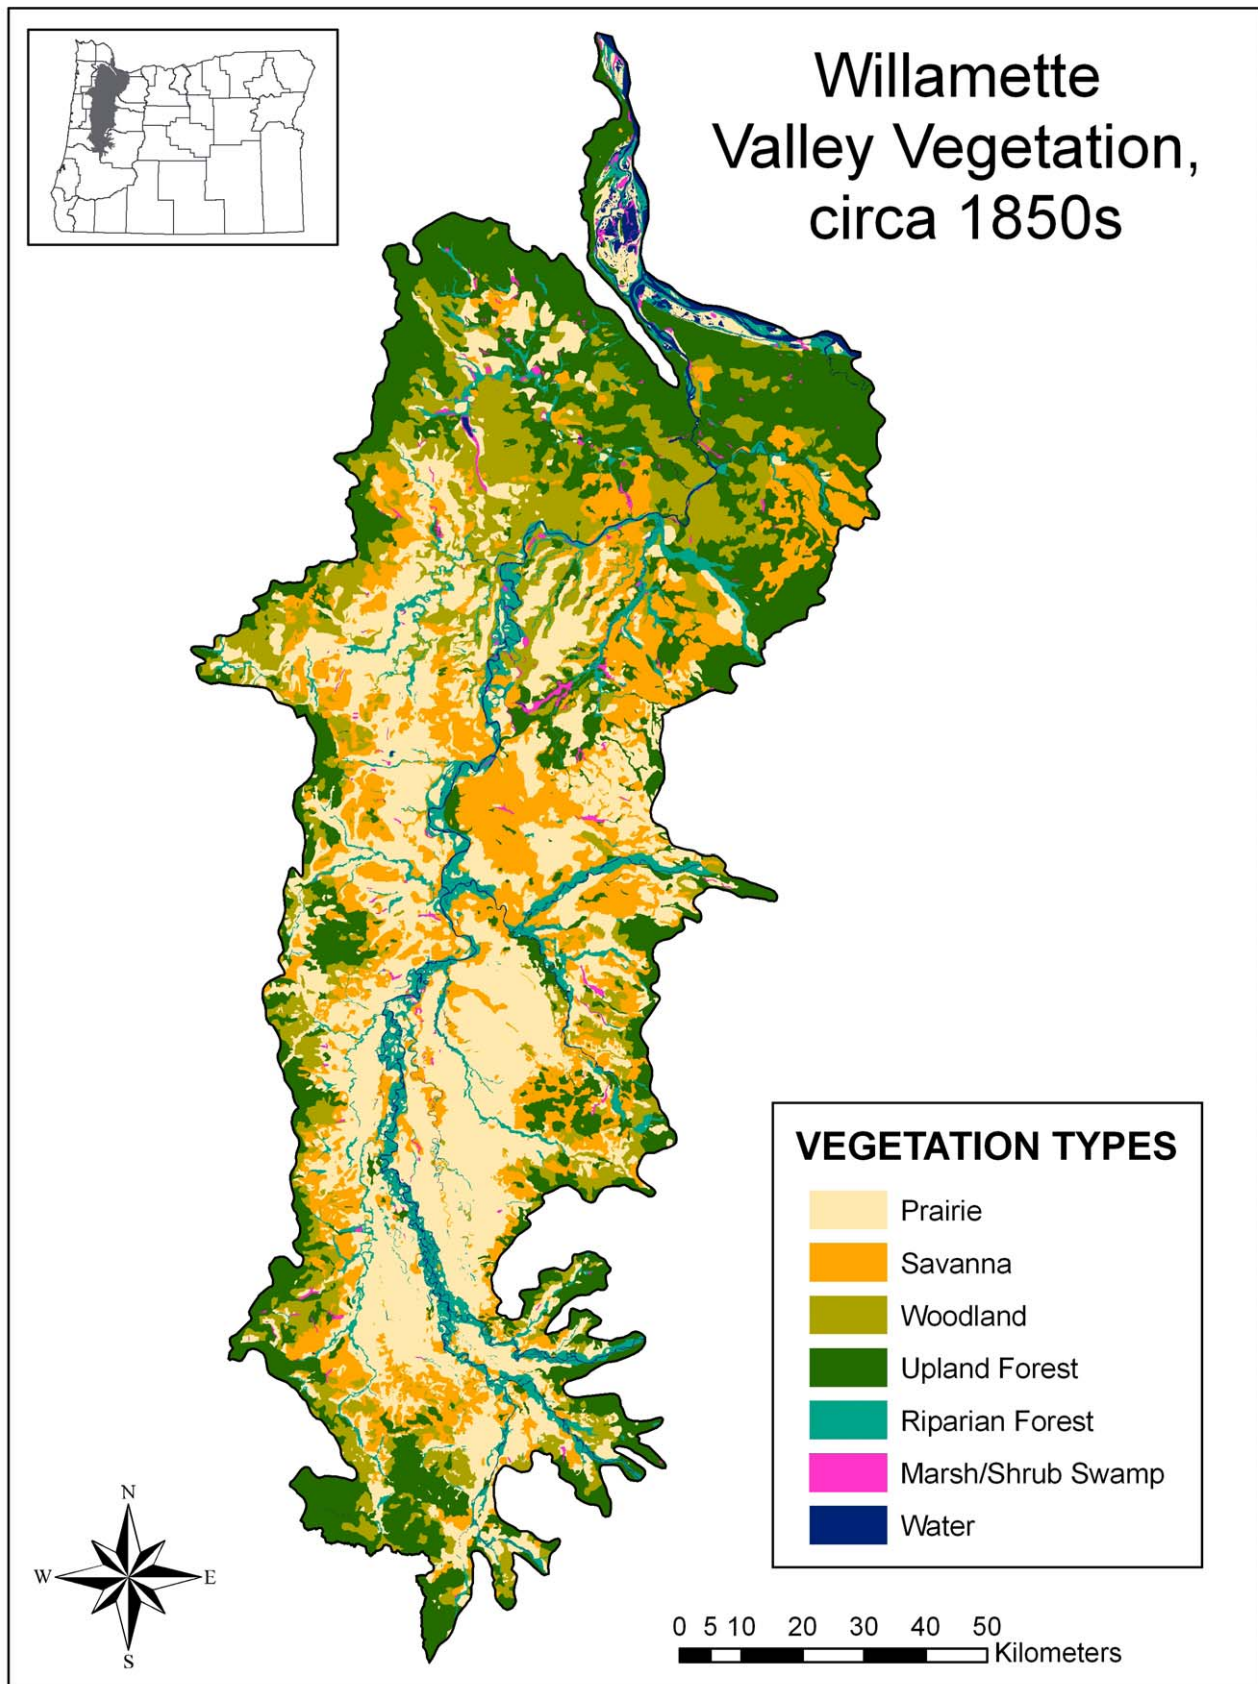 Willamette
Valley Vegetation,
circa 1850s
VEGETATION TYPES
Prairie
Savanna
Woodland
Upland Forest
Riparian Forest
Marsh/Shrub Swamp
Water
N
W E
S
0 5 10 20 30 40 50
Kilometers